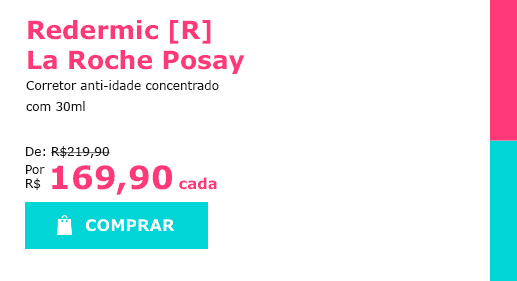 Redermic [R]
La Roche Posay
Corretor anti-idade concentrado
com 30ml
De: R$219,90
Por
R$ 169,90 cada
COMPRAR